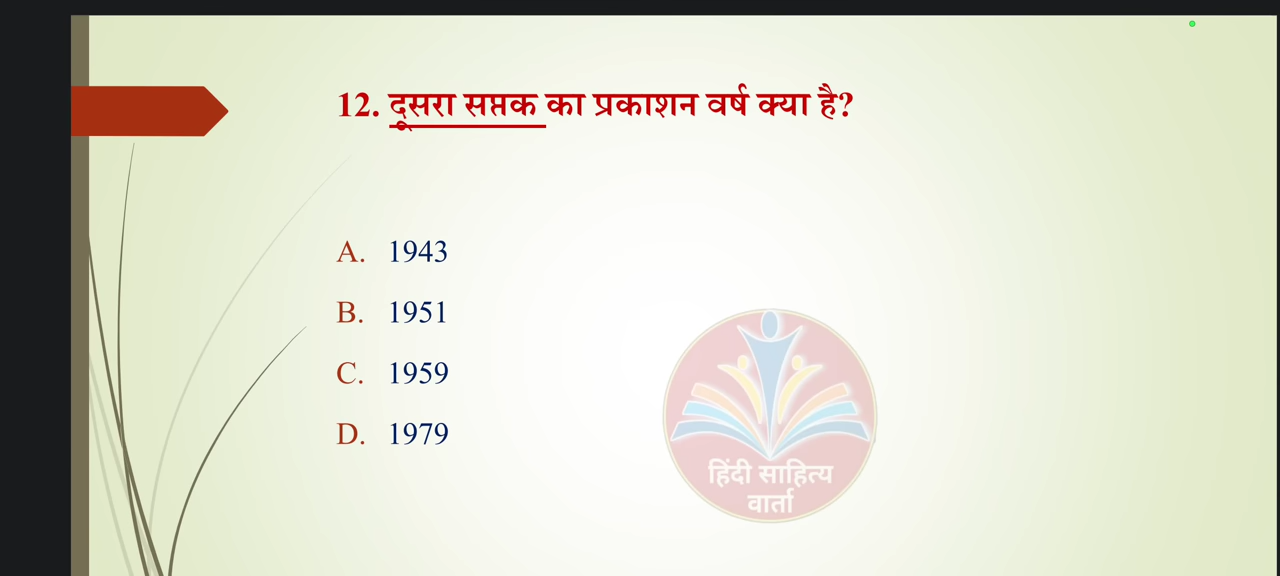 12. दूसरा सप्तक का प्रकाशन वर्ष क्या है?
A. 1943
B. 1951
C. 1959
D. 1979
हिंदी साहित्य
वार्ता